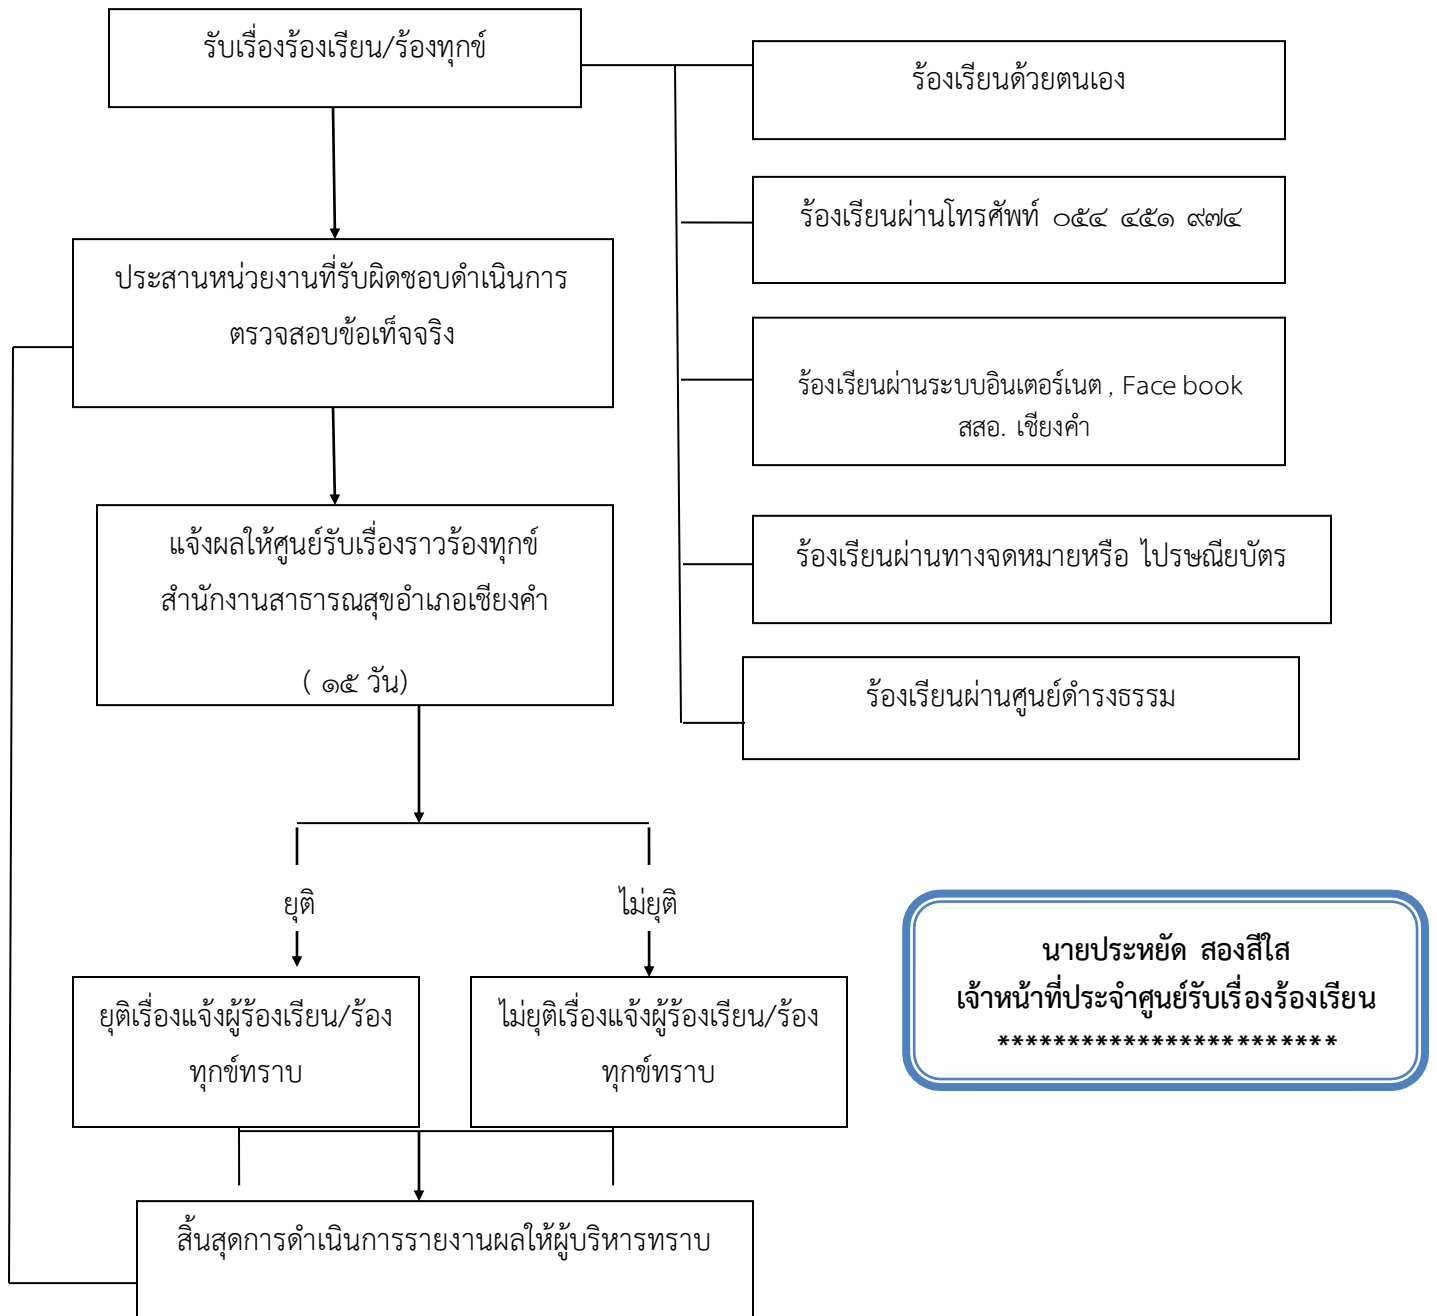 รับเรื่องร้องเรียน/ร้องทุกข์
ร้องเรียนด้วยตนเอง
ร้องเรียนผ่านโทรศัพท์ ๐๕๔ ๔๕๑ ๙๗๔
ประสานหน่วยงานที่รับผิดชอบดำเนินการ
ตรวจสอบข้อเท็จจริง
ร้องเรียนผ่านระบบอินเตอร์เนต , Face book
สสอ. เชียงคำ
แจ้งผลให้ศูนย์รับเรื่องราวร้องทุกข์
สำนักงานสาธารณสุขอำเภอเชียงคำ
( ๑๕ วัน)
ร้องเรียนผ่านทางจดหมายหรือ ไปรษณียบัตร
ร้องเรียนผ่านศูนย์ดำรงธรรม
ยุติ
ไม่ยุติ
ยุติเรื่องแจ้งผู้ร้องเรียน/ร้อง
ทุกข์ทราบ
ไม่ยุติเรื่องแจ้งผู้ร้องเรียน/ร้อง
ทุกข์ทราบ
นายประหยัด สองสีใส
เจ้าหน้าที่ประจำศูนย์รับเรื่องร้องเรียน
************************
สิ้นสุดการดำเนินการรายงานผลให้ผู้บริหารทราบ